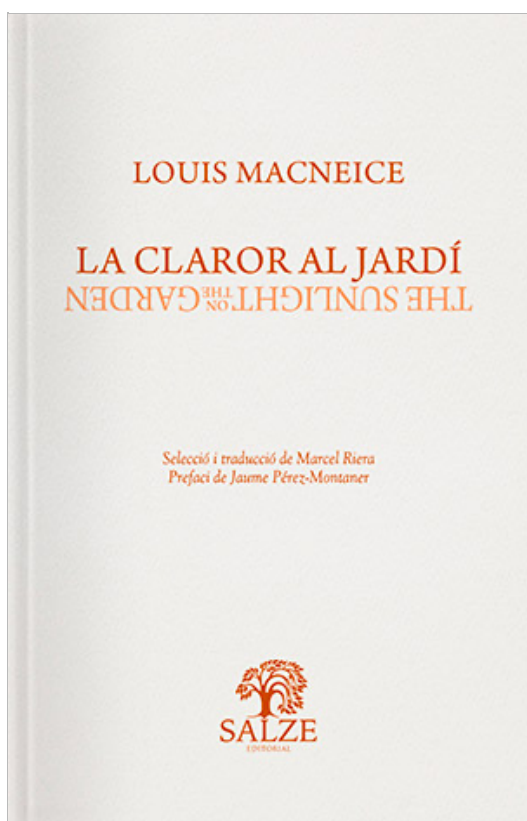 LOUIS MACNEICE
LA CLAROR AL JARDÍ
THE SUNLIGHT ON THE GARDEN
Selecció i traducció de Marcel Riera
Prefaci de Jaume Pérez-Montaner
SALZE
EDITORIAL